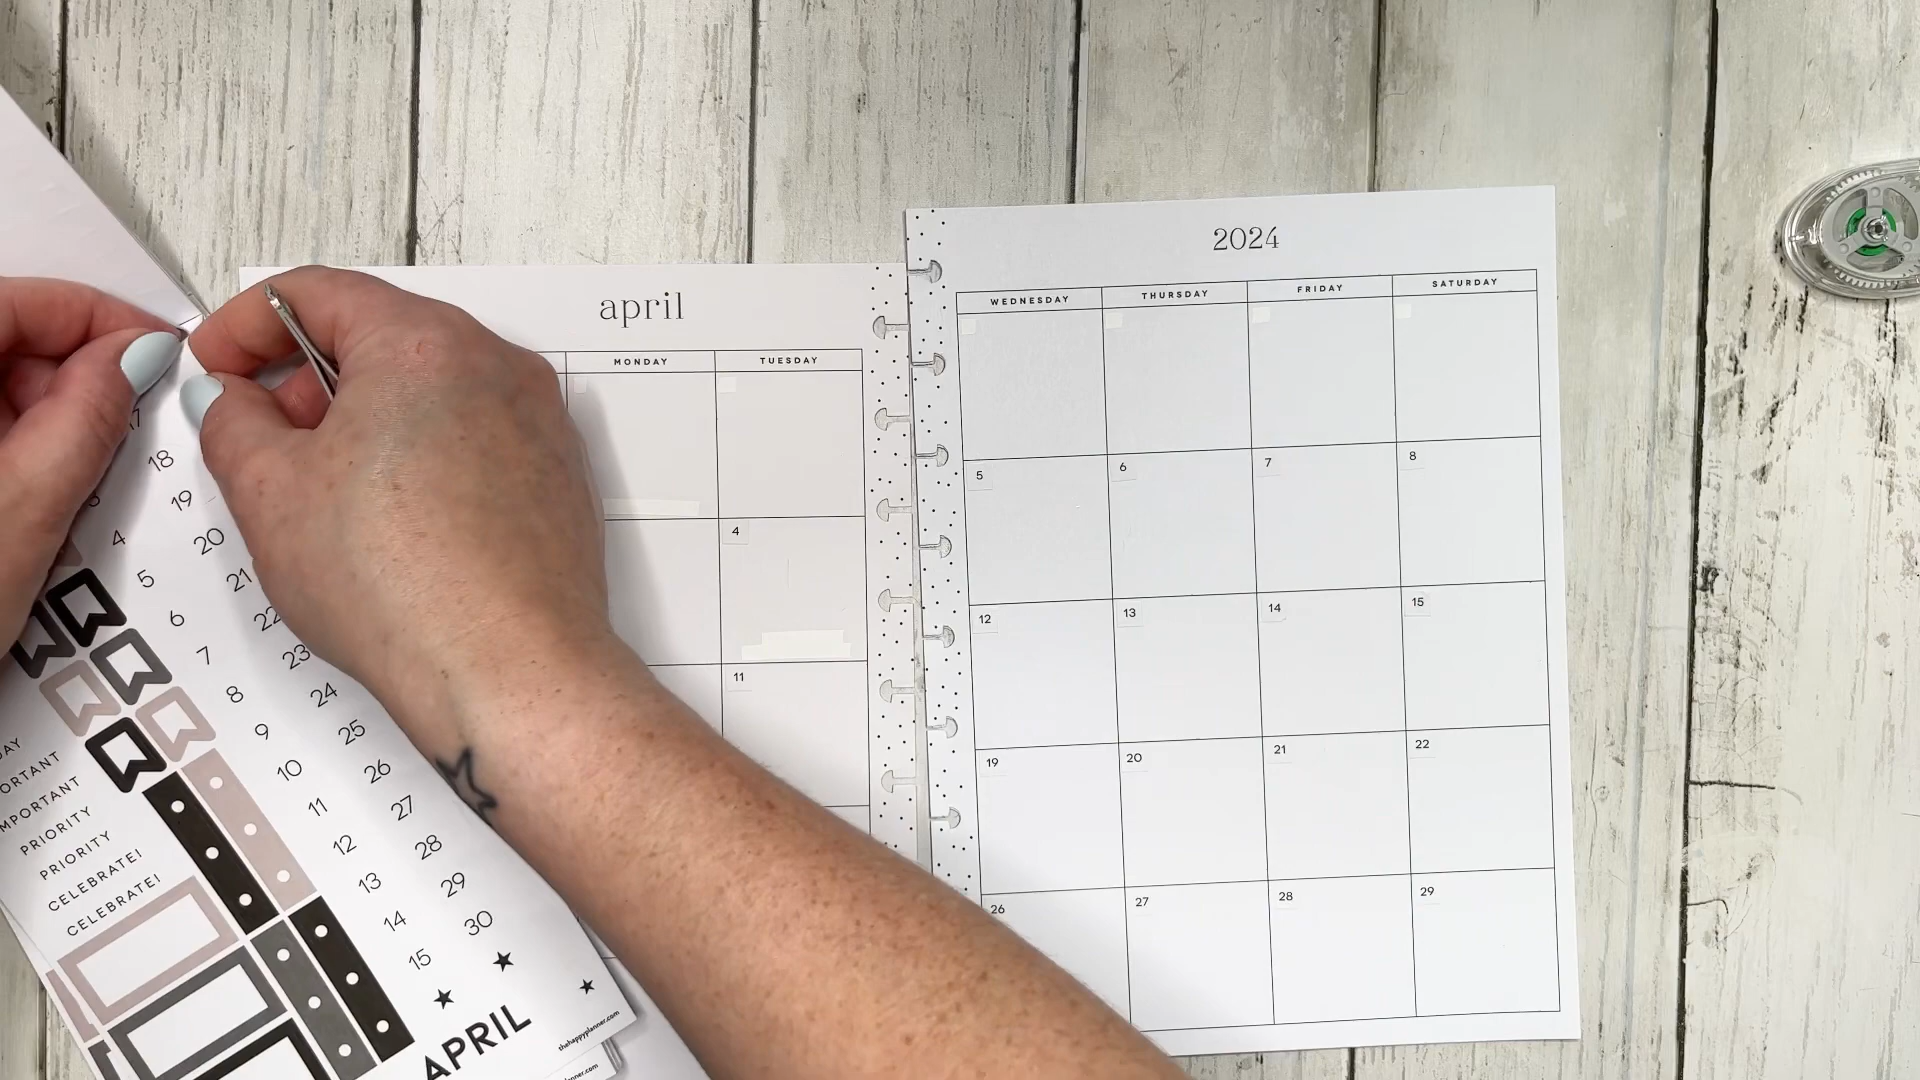 2024
april
MONDAY TUESDAY
WEDNESDAY THURSDAY FRIDAY SATURDAY
4
5 6 7 8
11
12 13 14 15
19 20 21 22
26 27 28 29
18
19
4 20
5 21
6 22
7 23
8 24
9 25
10 26
11 27
12 28
13 29
14 30
15
PRIORITY
PRIORITY
CELEBRATE!
CELEBRATE!
APRIL
thehappyplanner.com